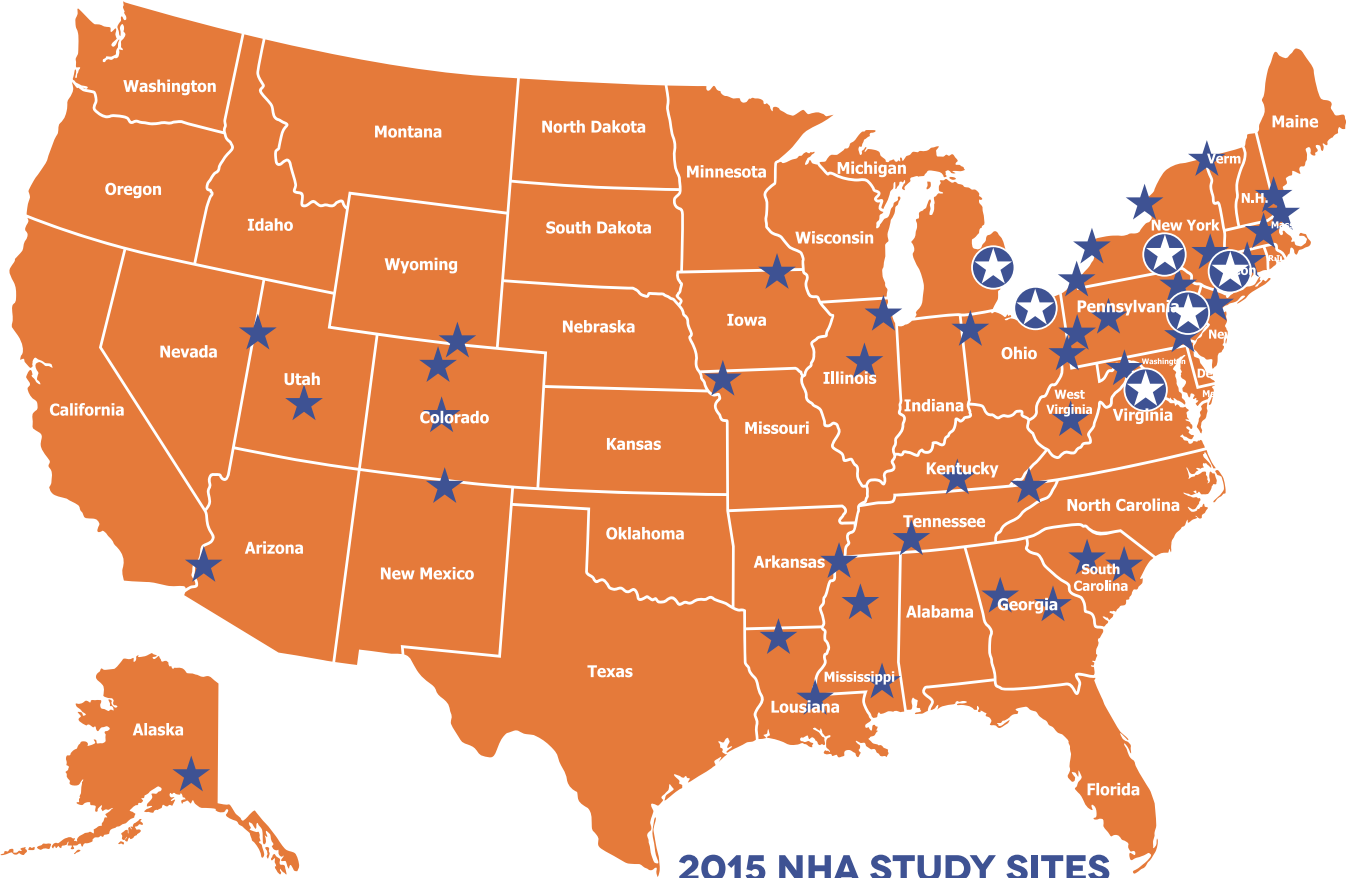 Washington
Montana
North Dakota
Minnesota
Michigan
Maine
Verm
Oregon
Idaho
South Dakota
Wisconsin
New York
N.H.
Wyoming
Nebraska
Iowa
Pennsylvania
Nevada
Utah
Colorado
Illinois
Indiana
Ohio
Washington
California
Kansas
Missouri
West
Virginia
Virginia
Kentucky
Arizona
New Mexico
Oklahoma
Arkansas
Tennessee
North Carolina
South
Carolina
Texas
Lousiana
Mississippi
Alabama
Georgia
Alaska
Florida
2015 NHA STUDY SITES